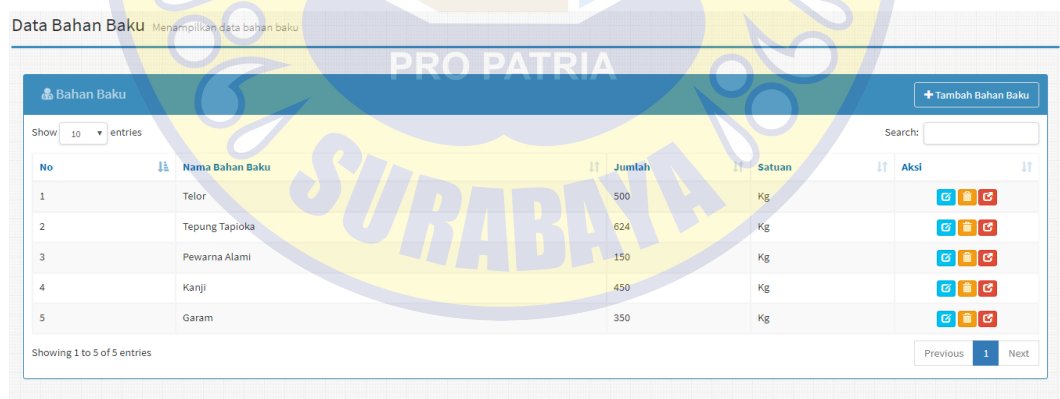 Data Bahan Baku Menampilkan data bahan baku
PRO PATRIA
Bahan Baku
+ Tambah Bahan Baku
Show 10 entries
Search:
No Nama Bahan Baku Jumlah Satuan Aksi
1 Telor 500 Kg
2 Tepung Tapioka 624 Kg
3 Pewarna Alami 150 Kg
4 Kanji 450 Kg
5 Garam 350 Kg
SURABAYA
Showing 1 to 5 of 5 entries
Previous 1 Next